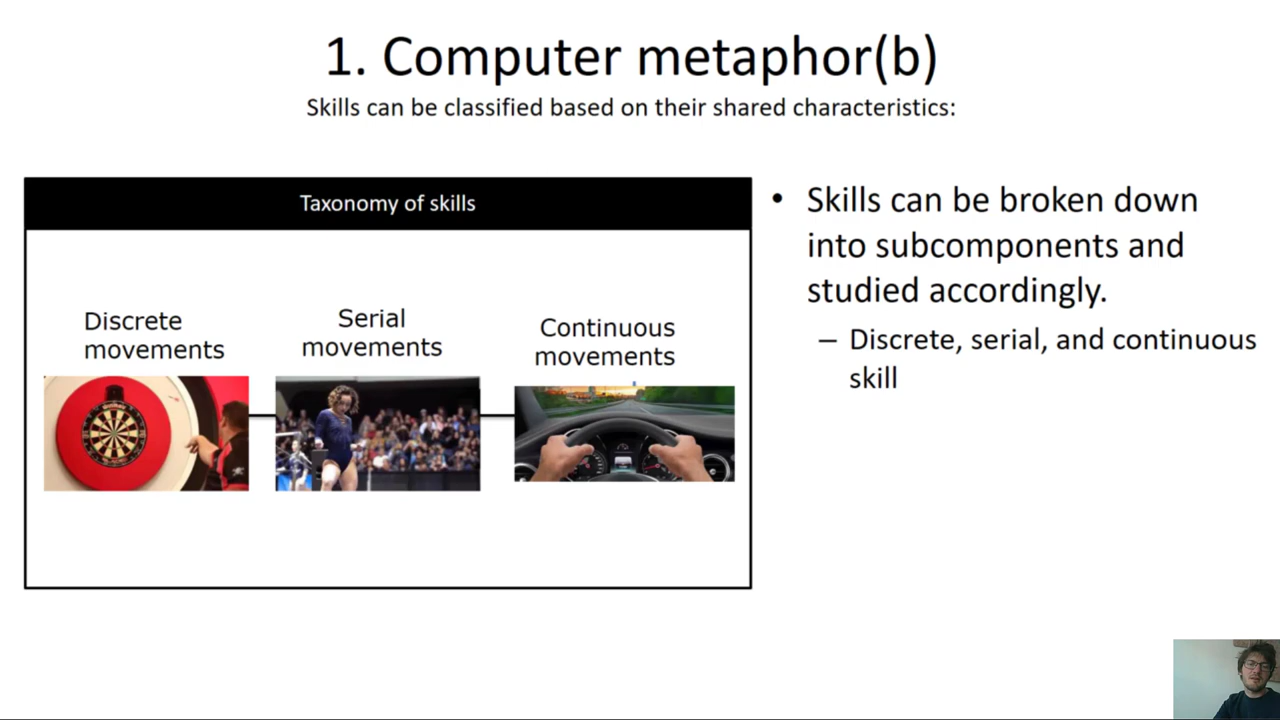 1. Computer metaphor(b)
Skills can be classified based on their shared characteristics:
Taxonomy of skills
Discrete
movements
Serial
movements
Continuous
movements
• Skills can be broken down
into subcomponents and
studied accordingly.
– Discrete, serial, and continuous
skill